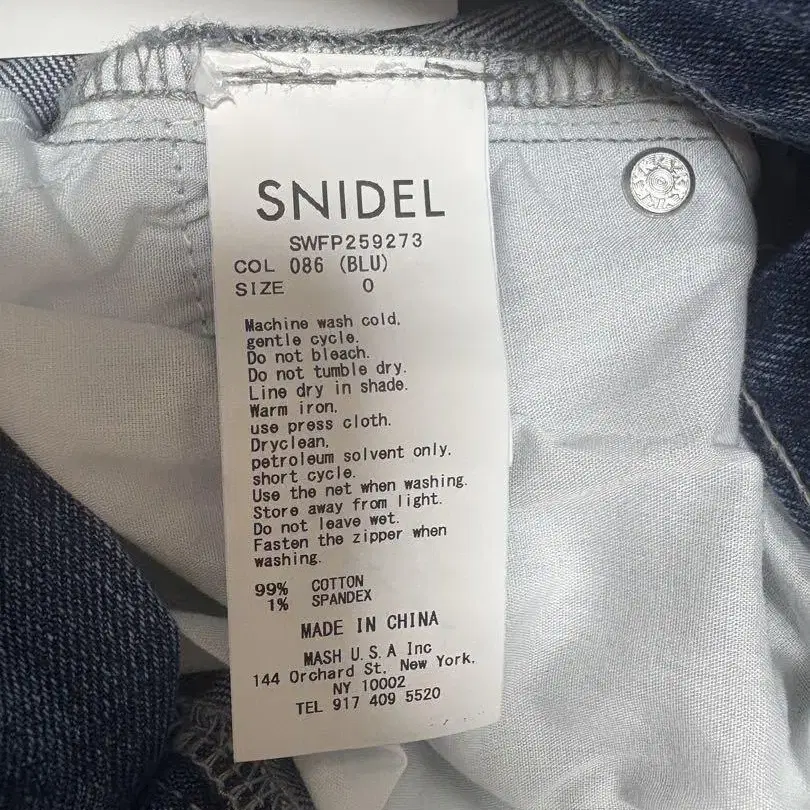 SNIDEL
SWFP259273
COL 086 (BLU)
SIZE 0
Machine wash cold,
gentle cycle.
Do not bleach.
Do not tumble dry.
Line dry in shade.
Warm iron,
use press cloth.
Dryclean,
petroleum solvent only,
short cycle.
Use the net when washing.
Store away from light.
Do not leave wet.
Fasten the zipper when
washing.
99% COTTON
1% SPANDEX
MADE IN CHINA
MASH U.S.A Inc
144 Orchard St, New York,
NY 10002
TEL 917 409 5520